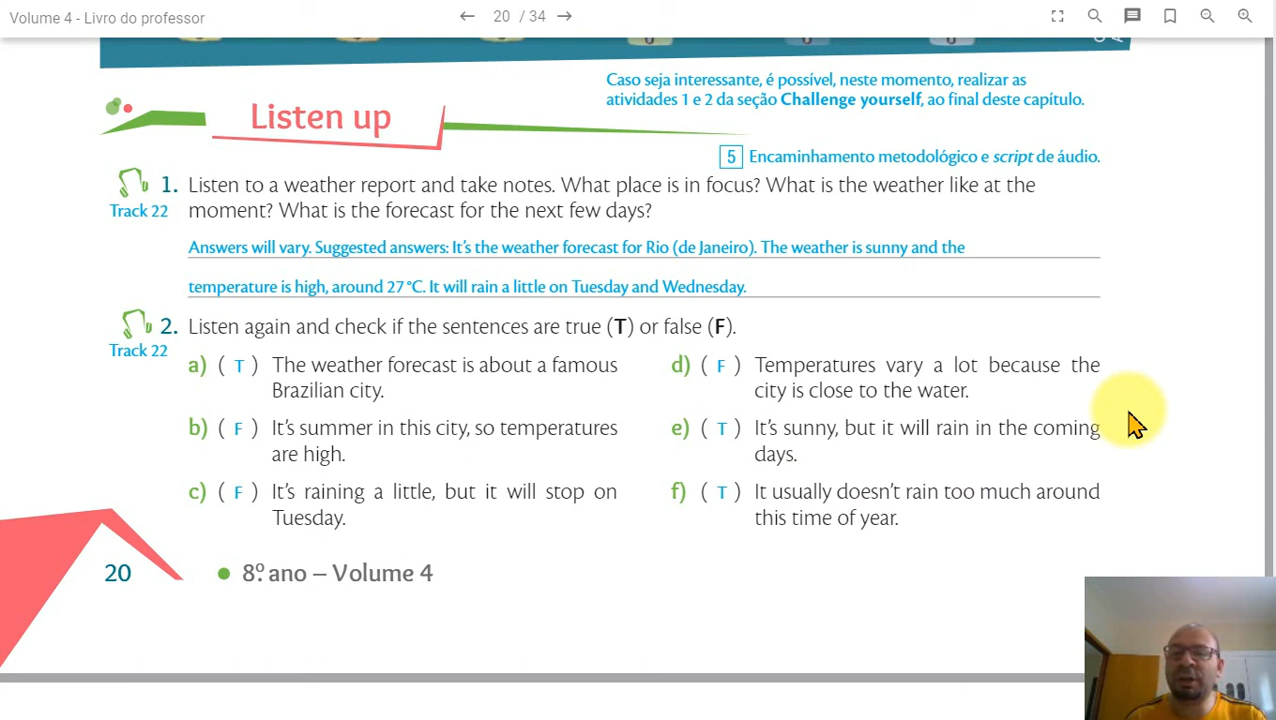 Volume 4 - Livro do professor
20 / 34
Caso seja interessante, é possível, neste momento, realizar as
atividades 1 e 2 da seção Challenge yourself, ao final deste capítulo.
Listen up
5 Encaminhamento metodológico e script de áudio.
1. Listen to a weather report and take notes. What place is in focus? What is the weather like at the
Track 22 moment? What is the forecast for the next few days?
Answers will vary. Suggested answers: It's the weather forecast for Rio (de Janeiro). The weather is sunny and the
temperature is high, around 27 °C. It will rain a little on Tuesday and Wednesday.
2. Listen again and check if the sentences are true (T) or false (F).
Track 22
a) ( T ) The weather forecast is about a famous
Brazilian city.
b) ( F ) It's summer in this city, so temperatures
are high.
c) ( F ) It's raining a little, but it will stop on
Tuesday.
d) ( F ) Temperatures vary a lot because the
city is close to the water.
e) ( T ) It's sunny, but it will rain in the coming
days.
f) ( T ) It usually doesn't rain too much around
this time of year.
20
8º. ano – Volume 4